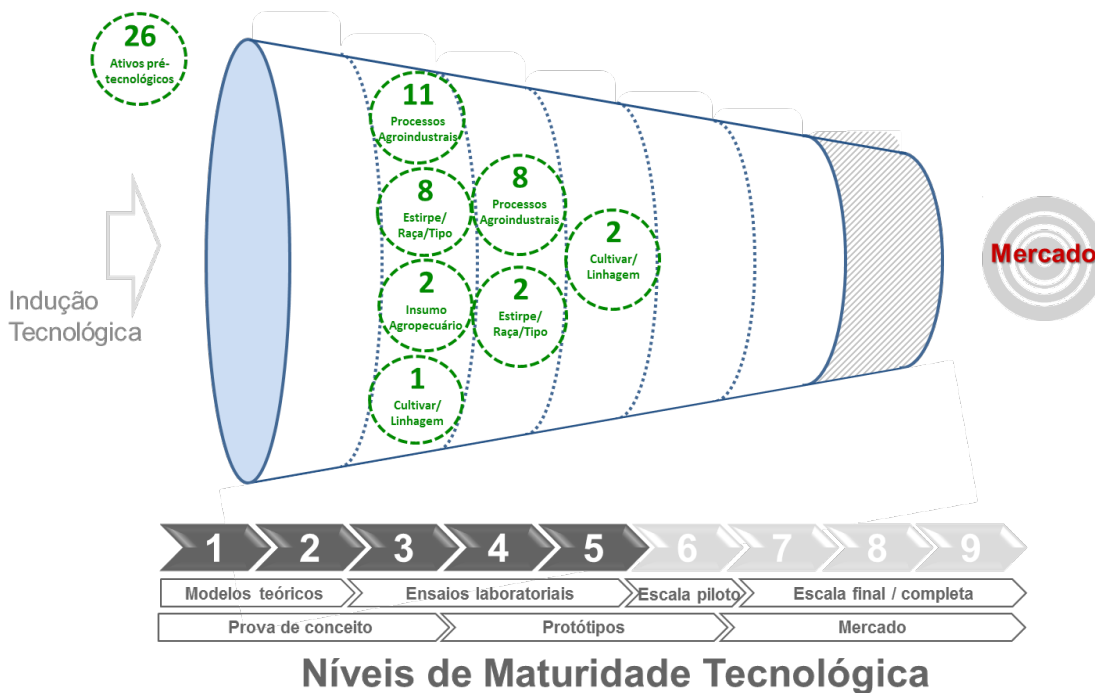 26
Ativos pré-
tecnológicos
11
Processos
Agroindustrais
8
Estirpe/
Raça/Tipo
8
Processos
Agroindustrais
2
Cultivar/
Linhagem
2
Insumo
Agropecuário
2
Estirpe/
Raça/Tipo
1
Cultivar/
Linhagem
Indução
Tecnológica
Mercado
1 2 3 4 5 6 7 8 9
Modelos teóricos Ensaios laboratoriais Escala piloto Escala final / completa
Prova de conceito Protótipos Mercado
Níveis de Maturidade Tecnológica